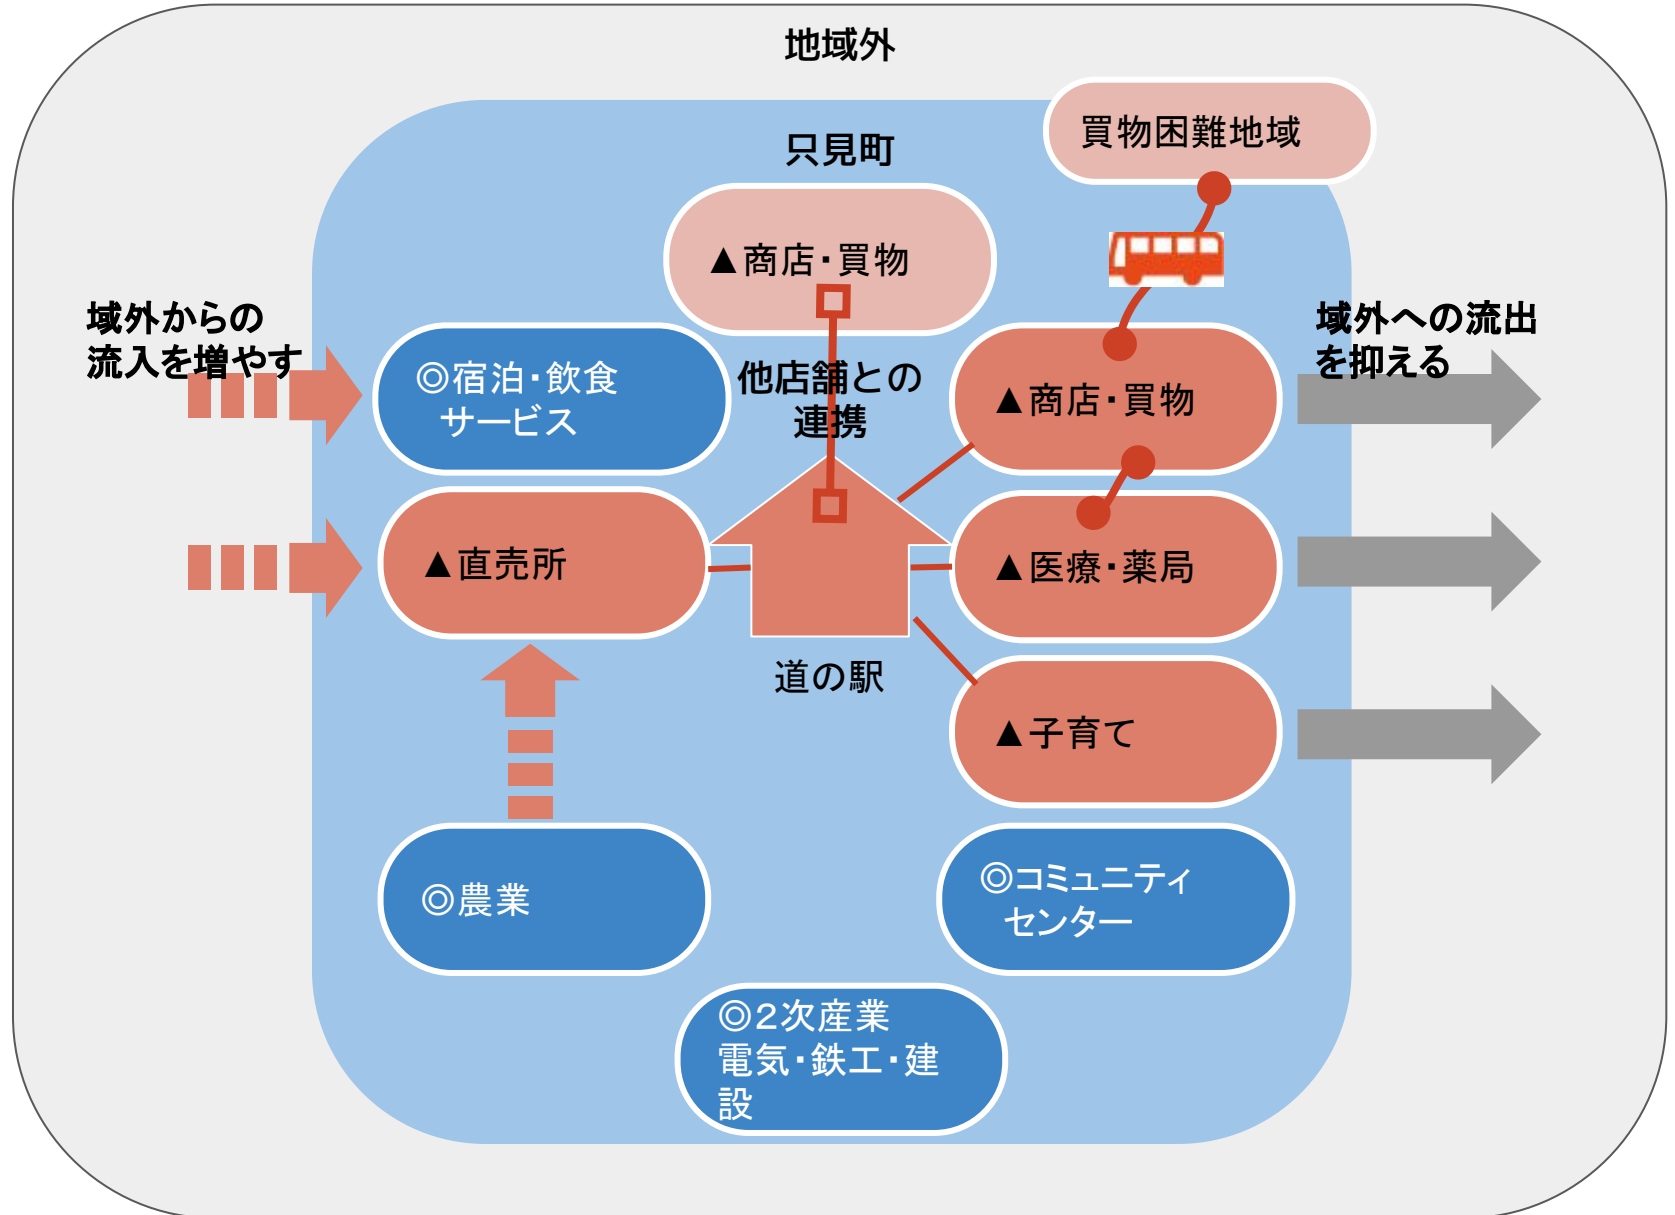 地域外
只見町
買物困難地域
▲商店・買物
域外からの
流入を増やす
域外への流出
を抑える
◎宿泊・飲食
サービス
他店舗との
連携
▲商店・買物
▲直売所
▲医療・薬局
道の駅
▲子育て
◎農業
◎コミュニティ
センター
◎２次産業
電気・鉄工・建
設